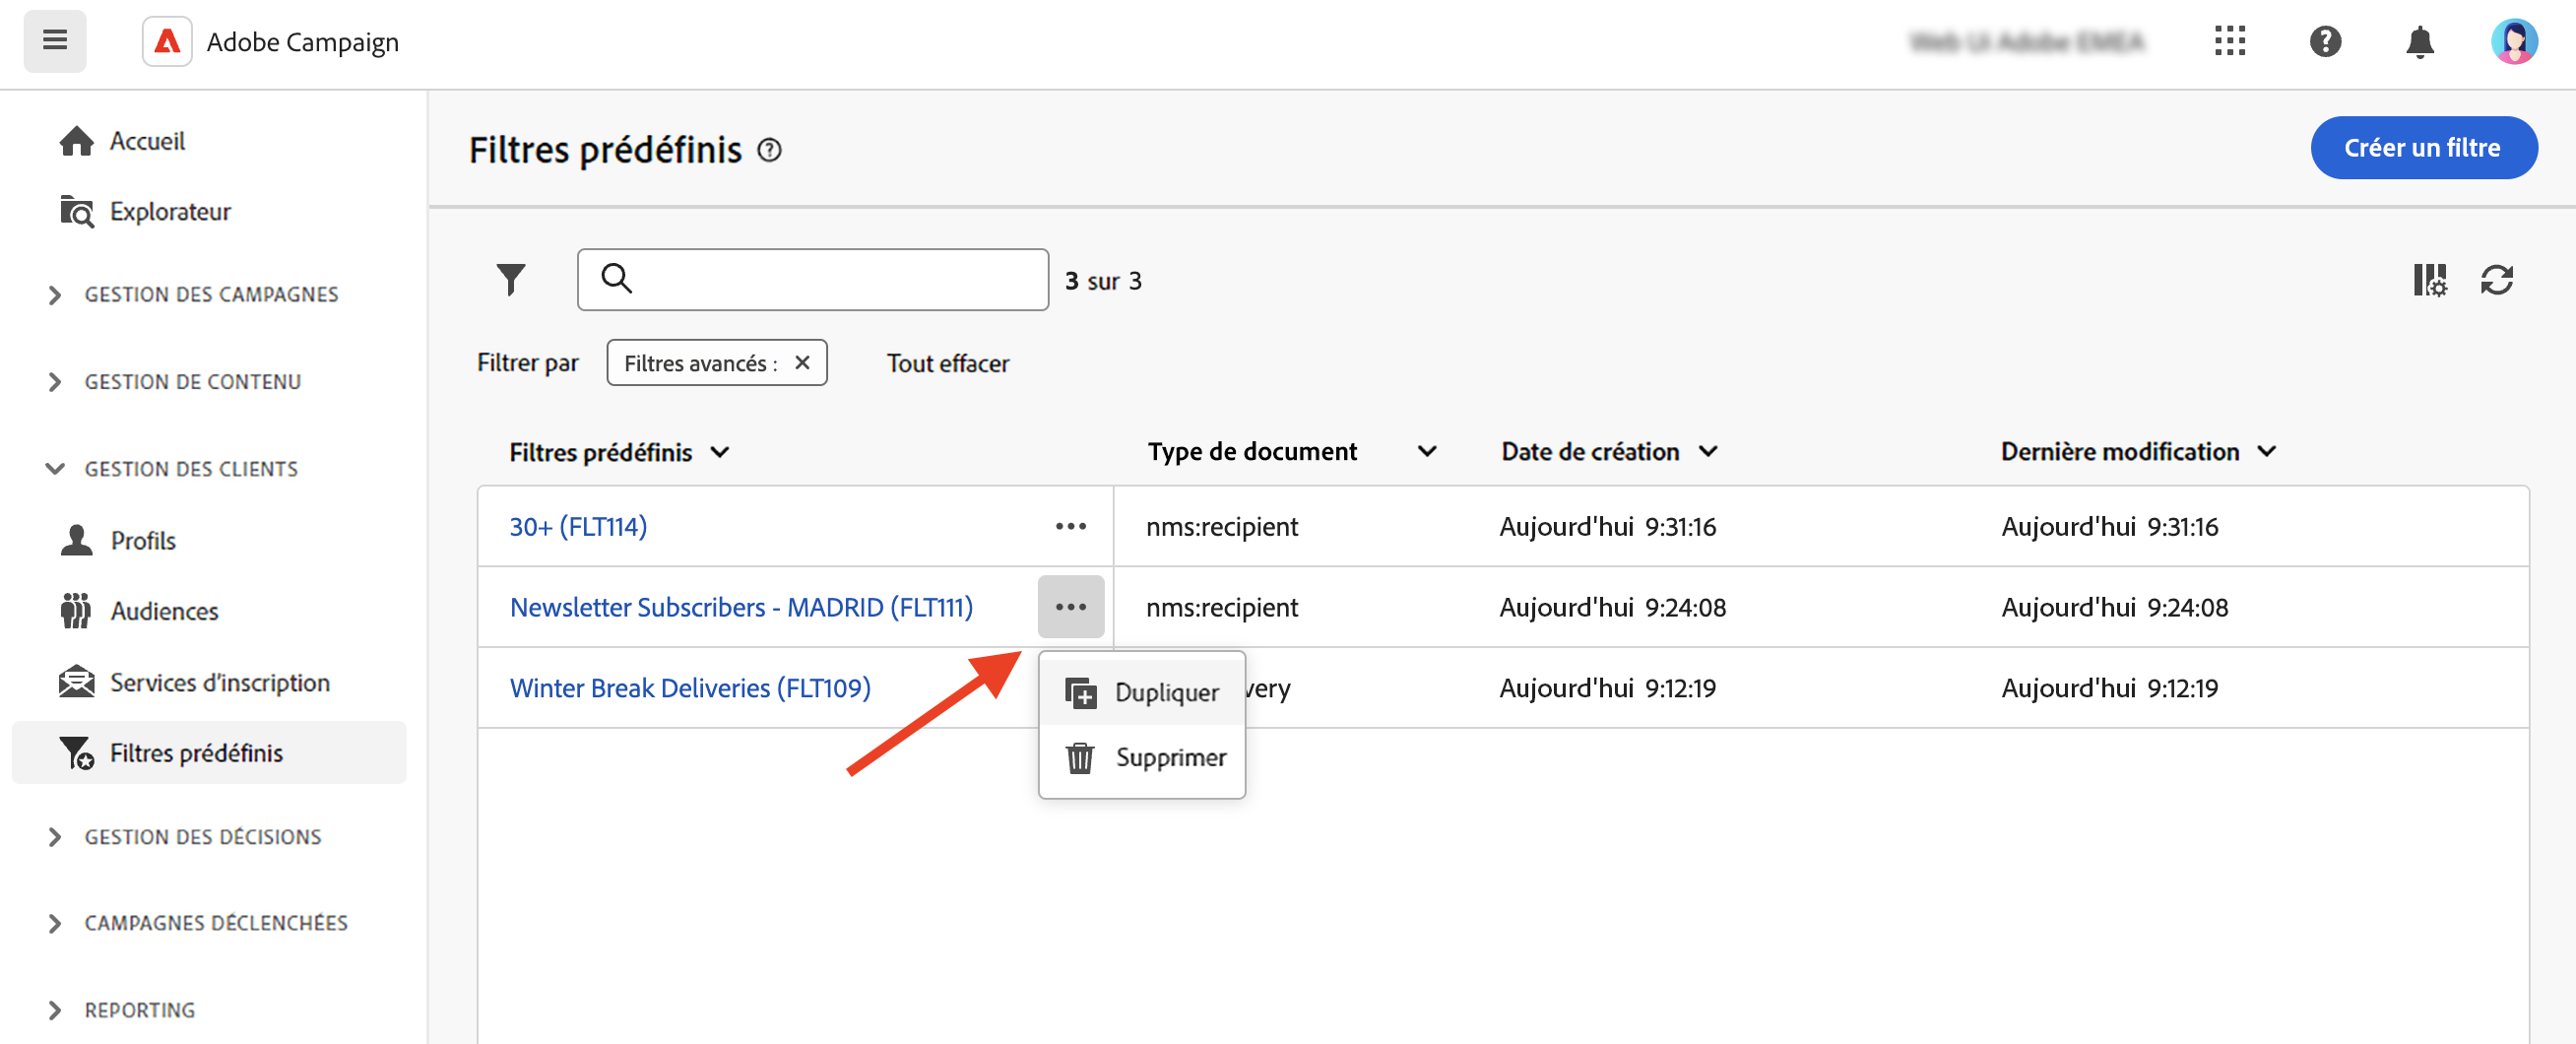 Adobe Campaign
Web UI Adobe EMEA
Accueil
Explorateur
GESTION DES CAMPAGNES
GESTION DE CONTENU
GESTION DES CLIENTS
Profils
Audiences
Services d'inscription
Filtres prédéfinis
GESTION DES DÉCISIONS
CAMPAGNES DÉCLENCHÉES
REPORTING
Filtres prédéfinis
Créer un filtre
3 sur 3
Filtrer par Filtres avancés : Tout effacer
Filtres prédéfinis Type de document Date de création Dernière modification
30+ (FLT114) nms:recipient Aujourd'hui 9:31:16 Aujourd'hui 9:31:16
Newsletter Subscribers - MADRID (FLT111) nms:recipient Aujourd'hui 9:24:08 Aujourd'hui 9:24:08
Winter Break Deliveries (FLT109) very Aujourd'hui 9:12:19 Aujourd'hui 9:12:19
Dupliquer
Supprimer